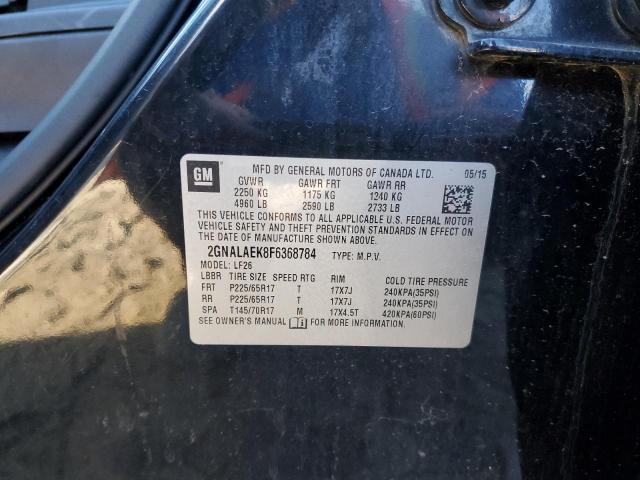 GM MFD BY GENERAL MOTORS OF CANADA LTD. 05/15
GVWR GAWR FRT GAWR RR
2250 KG 1175 KG 1240 KG
4960 LB 2590 LB 2733 LB
THIS VEHICLE CONFORMS TO ALL APPLICABLE U.S. FEDERAL MOTOR
VEHICLE SAFETY AND THEFT PREVENTION STANDARDS IN EFFECT ON
THE DATE OF MANUFACTURE SHOWN ABOVE.
2GNALAEK8F6368784 TYPE: M.P.V.
MODEL: LF26
LBBR TIRE SIZE SPEED RTG RIM COLD TIRE PRESSURE
FRT P225/65R17 T 17X7J 240KPA(35PSI)
RR P225/65R17 T 17X7J 240KPA(35PSI)
SPA T145/70R17 M 17X4.5T 420KPA(60PSI)
SEE OWNER'S MANUAL FOR MORE INFORMATION.